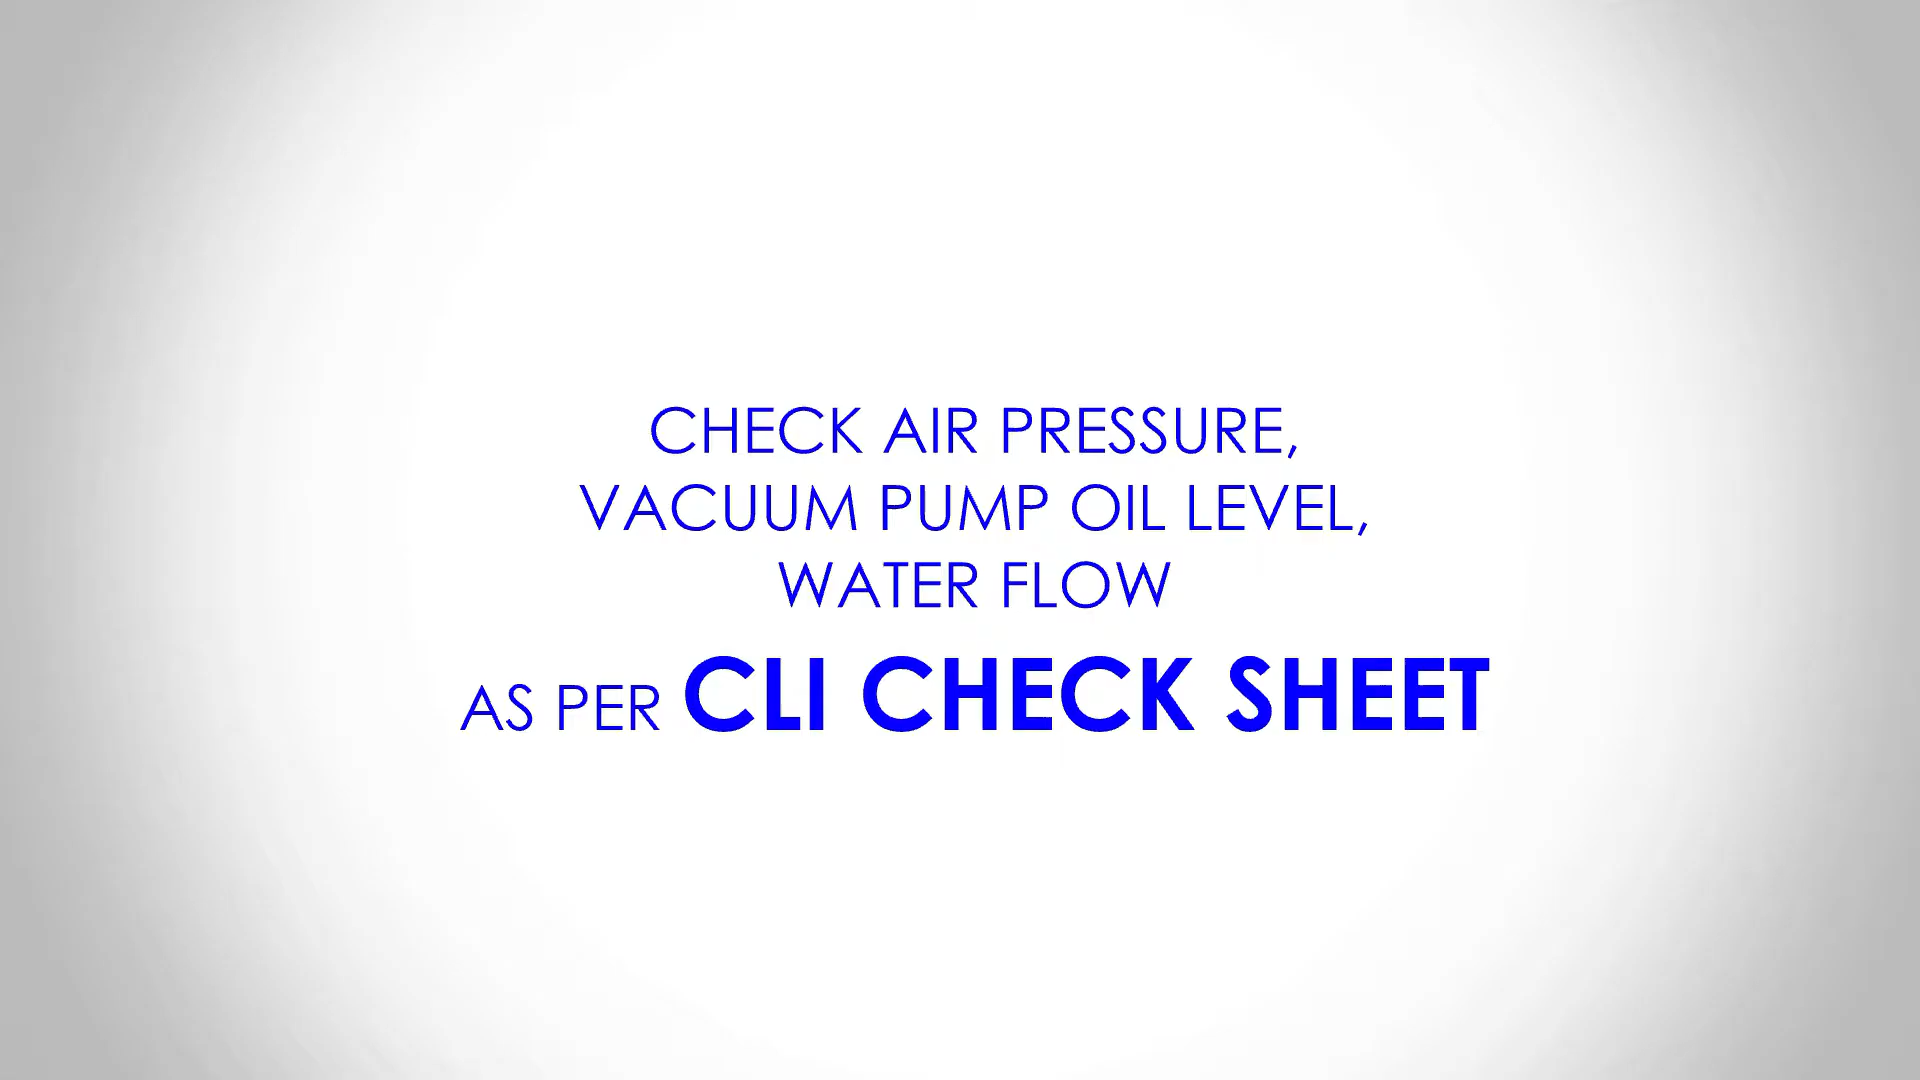 CHECK AIR PRESSURE,
VACUUM PUMP OIL LEVEL,
WATER FLOW
AS PER CLI CHECK SHEET